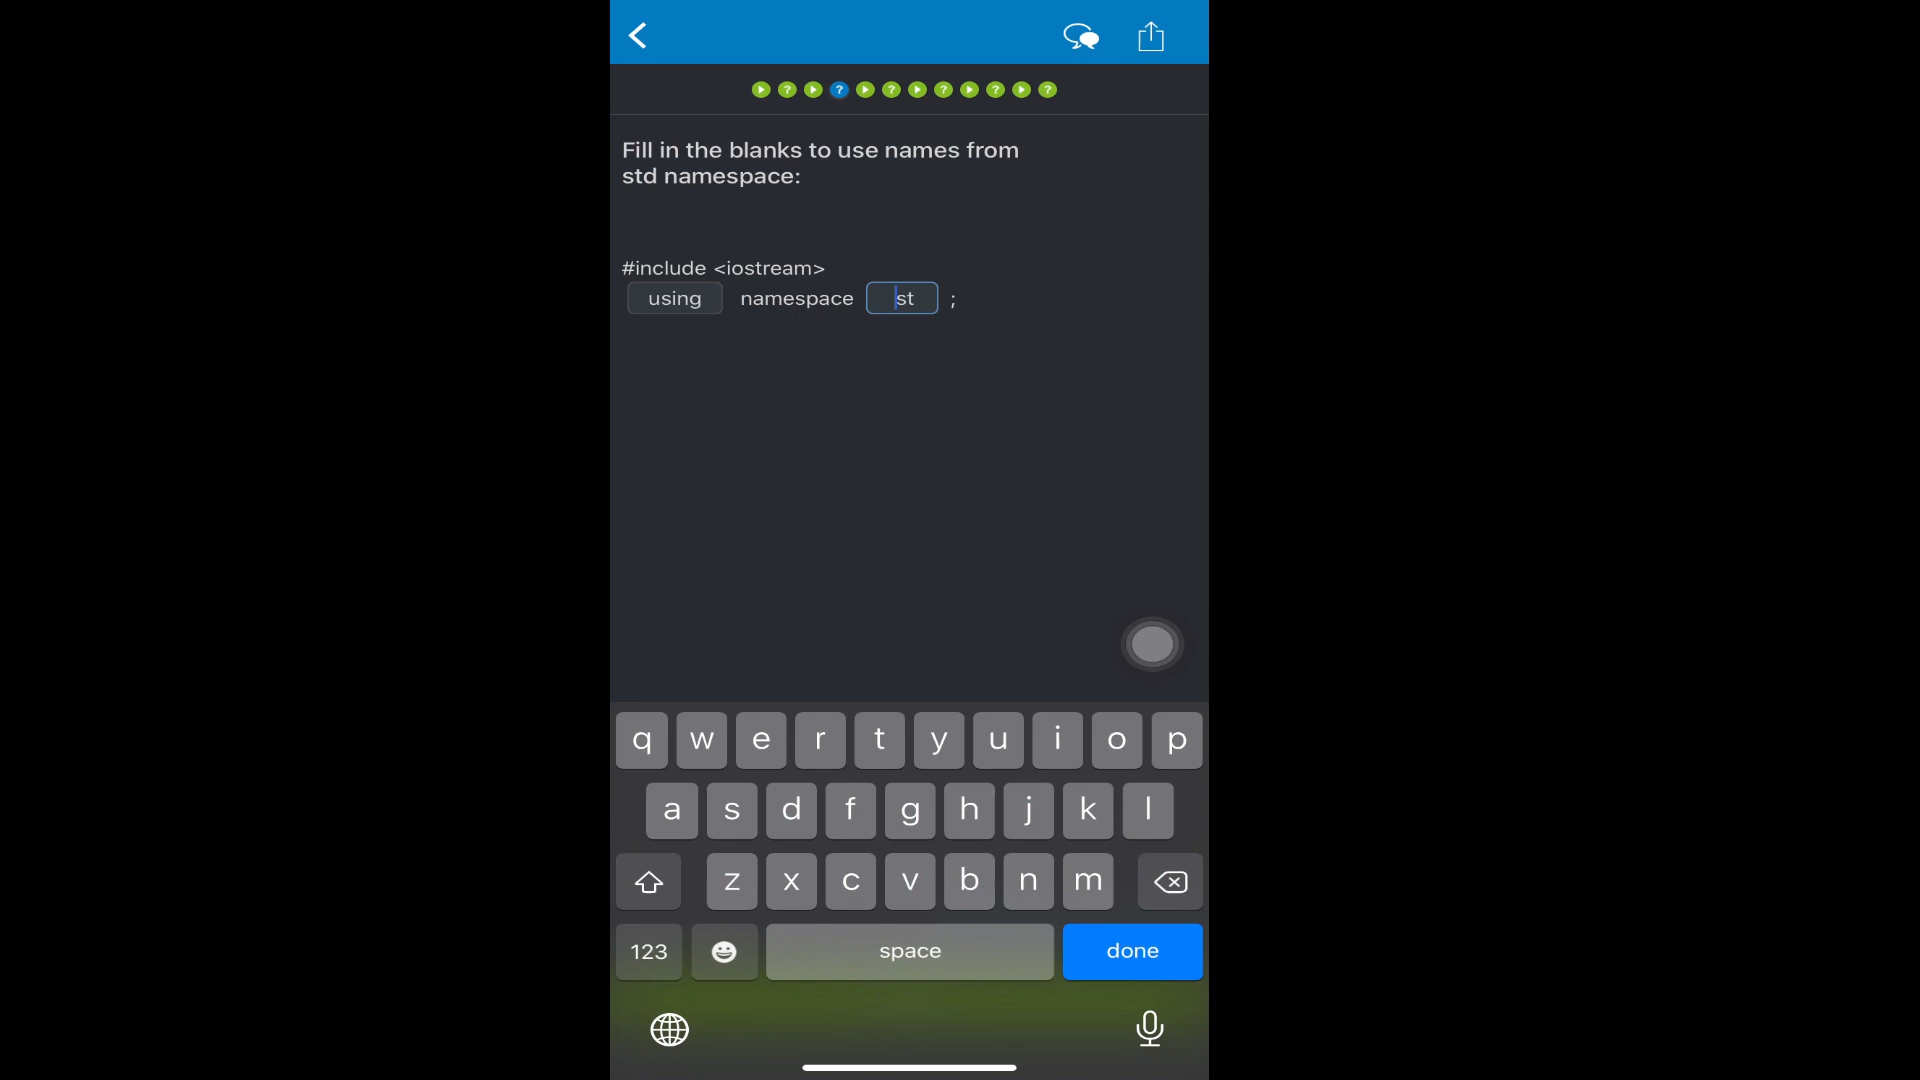 Fill in the blanks to use names from
std namespace:
#include <iostream>
using namespace st ;
q w e r t y u i o p
a s d f g h j k l
z x c v b n m
123 space done